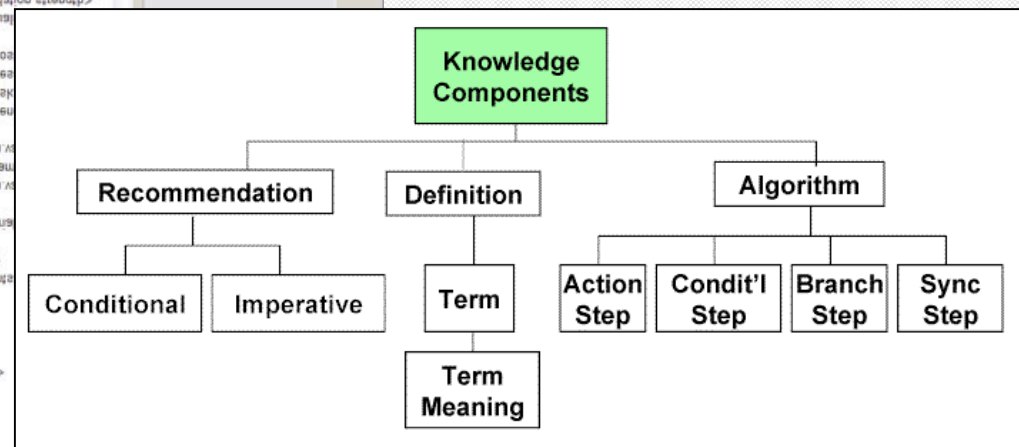 Knowledge
Components
Recommendation
Definition
Algorithm
Conditional
Imperative
Term
Action
Step
Condit'l
Step
Branch
Step
Sync
Step
Term
Meaning